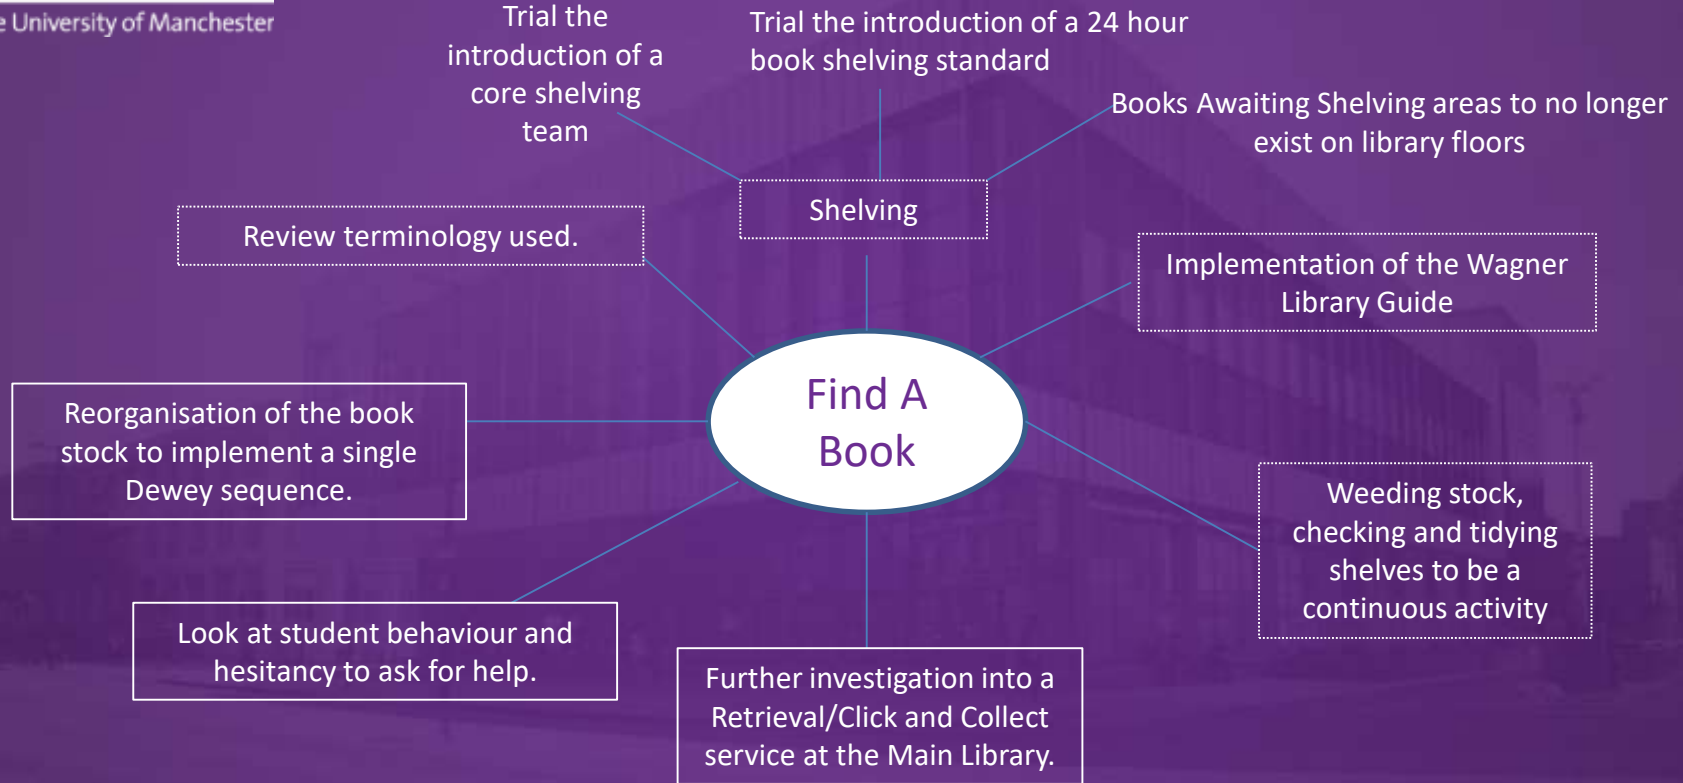 University of Manchester
Trial the
introduction of a
core shelving
team
Trial the introduction of a 24 hour
book shelving standard
Books Awaiting Shelving areas to no longer
exist on library floors
Shelving
Review terminology used.
Implementation of the Wagner
Library Guide
Find A
Book
Reorganisation of the book
stock to implement a single
Dewey sequence.
Weeding stock,
checking and tidying
shelves to be a
continuous activity
Look at student behaviour and
hesitancy to ask for help.
Further investigation into a
Retrieval/Click and Collect
service at the Main Library.